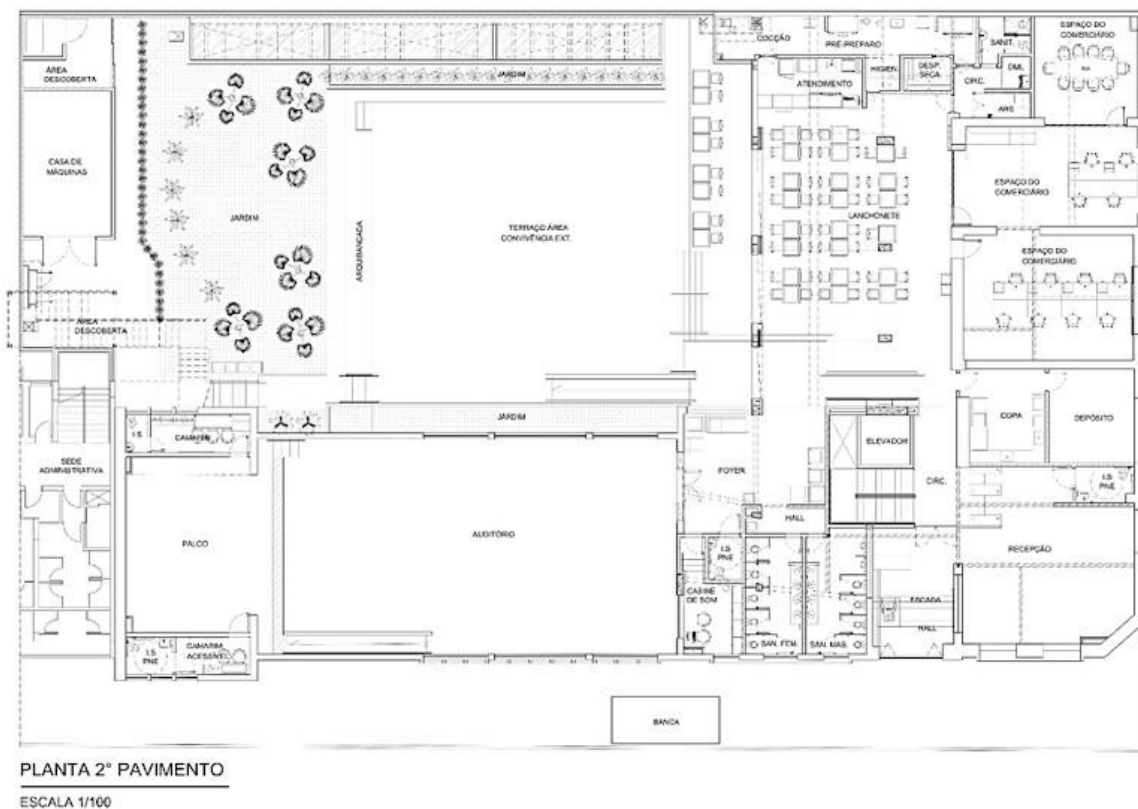 COCÇÃO
PRÉ-PREPARO
SANIT.
ESPAÇO DO
COMERCIÁRIO
ÁREA
DESCOBERTA
JARDIM
ATENDIMENTO
HIGIEN.
DESP.
SECA
CIRC.
DML
ARS
CASA DE
MÁQUINAS
JARDIM
ARQUIBANCADA
TERRAÇO ÁREA
CONVIVÊNCIA EXT.
LANCHONETE
ESPAÇO DO
COMERCIÁRIO
ESPAÇO DO
COMERCIÁRIO
ÁREA
DESCOBERTA
JARDIM
I.S
CAMARIM
SEDE
ADMINISTRATIVA
FOYER
ELEVADOR
COPA
DEPÓSITO
CIRC.
I.S
PNE
PALCO
AUDITÓRIO
HALL
I.S
PNE
RECEPÇÃO
CABINE
DE SOM
ESCADA
HALL
I.S
PNE
CAMARIM
ACESSÍVEL
SAN. FEM.
SAN. MAS.
BANCA
PLANTA 2° PAVIMENTO
ESCALA 1/100